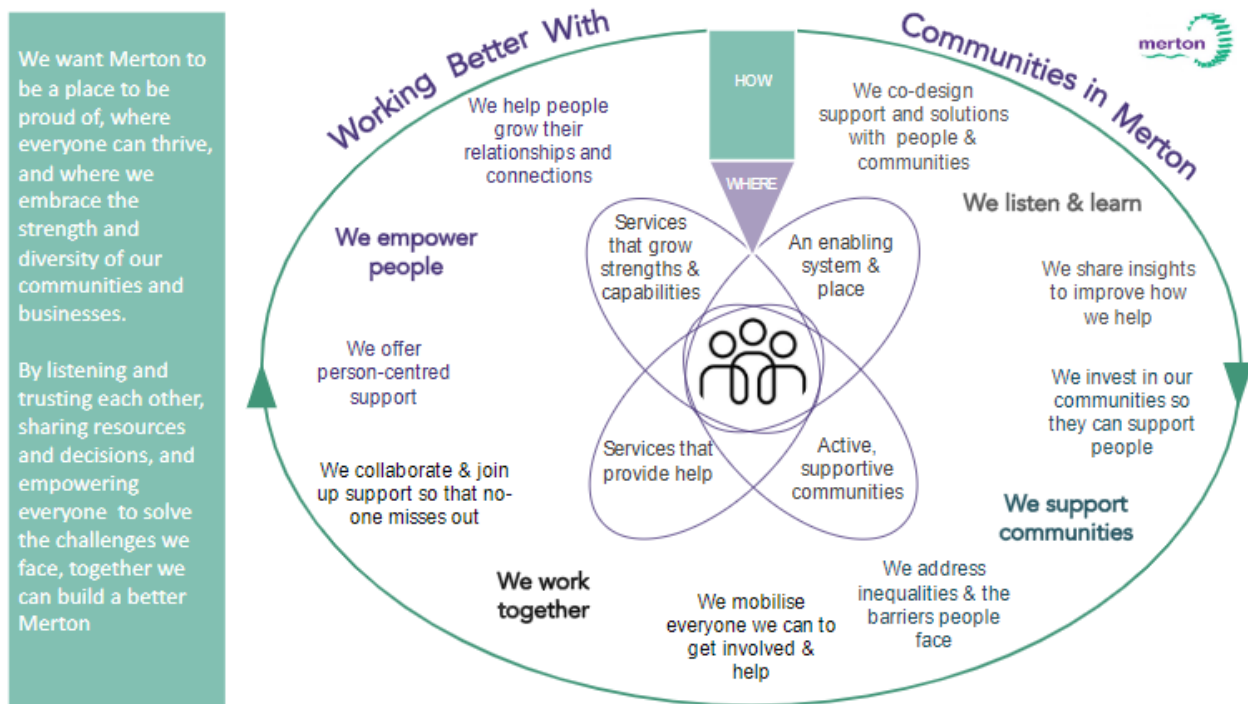 We want Merton to
be a place to be
proud of, where
everyone can thrive,
and where we
embrace the
strength and
diversity of our
communities and
businesses.
By listening and
trusting each other,
sharing resources
and decisions, and
empowering
everyone to solve
the challenges we
face, together we
can build a better
Merton
Working Better With
Communities in Merton
merton
HOW
WHERE
We help people
grow their
relationships and
connections
We co-design
support and solutions
with people &
communities
We listen & learn
We share insights
to improve how
we help
We invest in our
communities so
they can support
people
We support
communities
We address
inequalities & the
barriers people
face
We mobilise
everyone we can to
get involved &
help
We work
together
We collaborate & join
up support so that no-
one misses out
We offer
person-centred
support
We empower
people
Services
that grow
strengths &
capabilities
An enabling
system &
place
Services that
provide help
Active,
supportive
communities